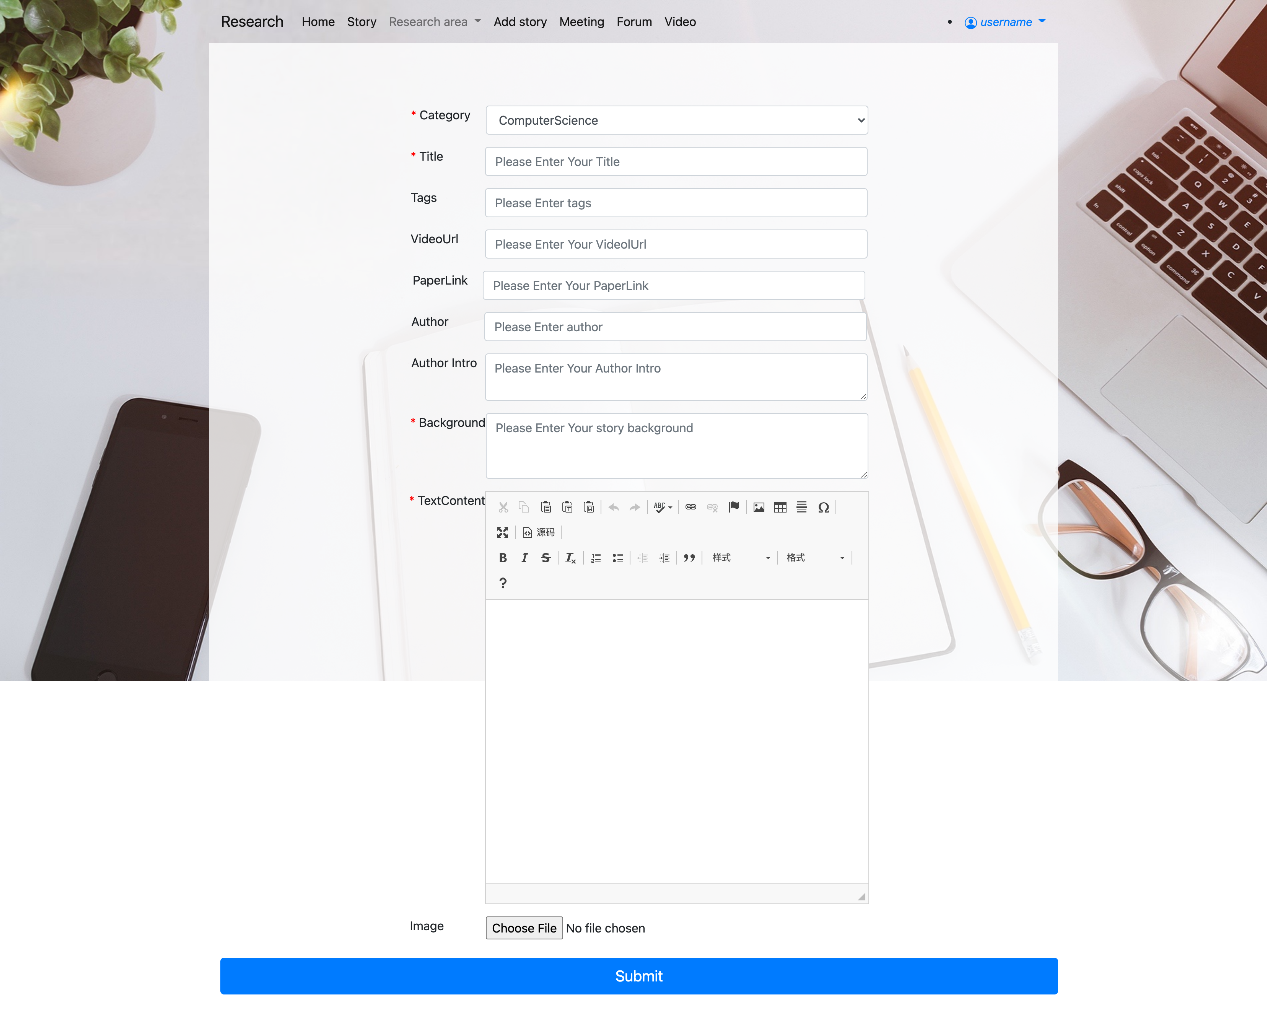 Research Home Story Research area Add story Meeting Forum Video • username
* Category ComputerScience
* Title Please Enter Your Title
Tags Please Enter tags
VideoUrl Please Enter Your VideolUrl
PaperLink Please Enter Your PaperLink
Author Please Enter author
Author Intro Please Enter Your Author Intro
* Background Please Enter Your story background
* TextContent
源码
B I S Ix 样式 格式
?
Image Choose File No file chosen
Submit